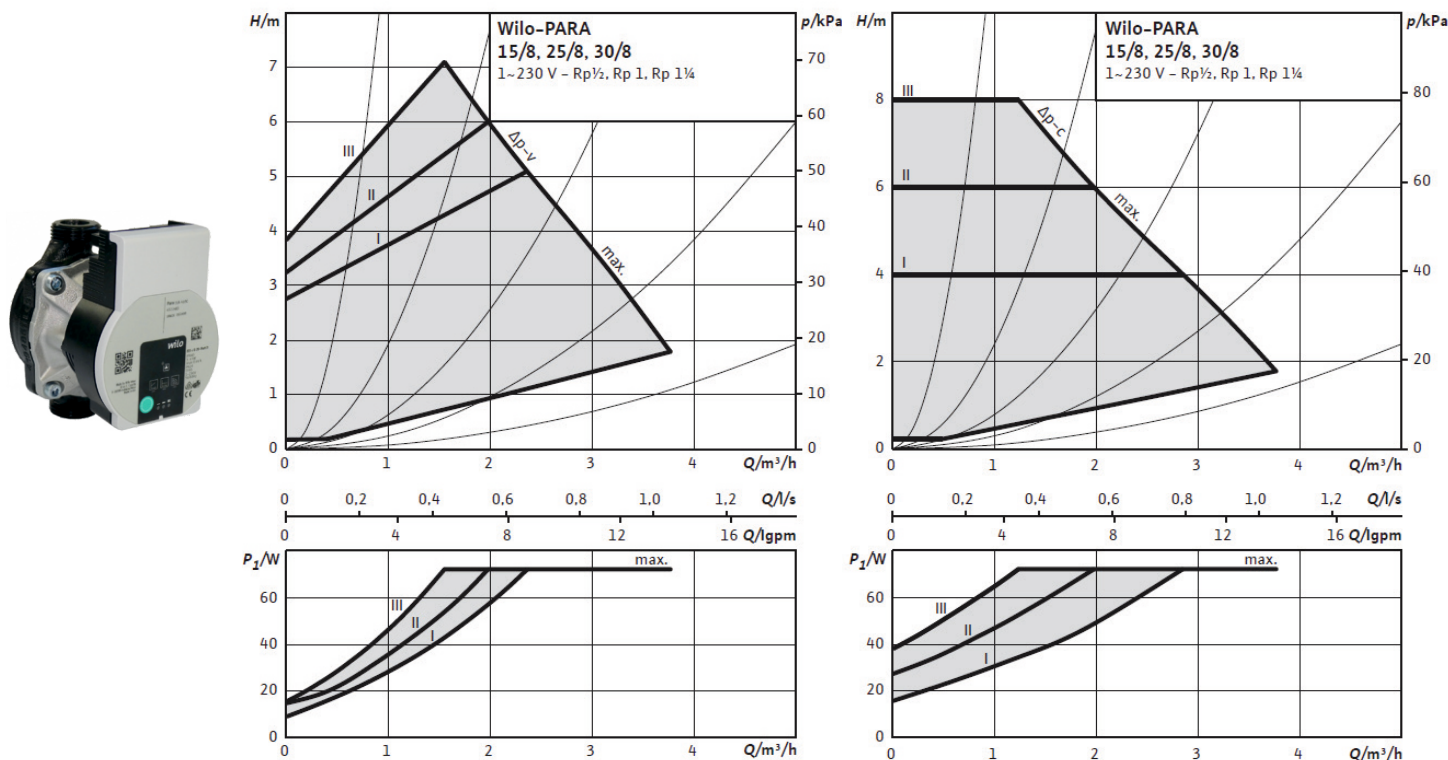 wilo
H/m
p/kPa
Wilo-PARA
15/8, 25/8, 30/8
1~230 V – Rp½, Rp 1, Rp 1¼
7
6
5
4
3
2
1
0
70
60
50
40
30
20
10
0
III
II
I
Δp-v
max.
0
1
2
3
4
Q/m³/h
0
0,2
0,4
0,6
0,8
1,0
1,2
Q/l/s
0
4
8
12
16
Q/Igpm
P₁/W
60
40
20
0
III
II
I
max.
0
1
2
3
4
Q/m³/h
H/m
p/kPa
Wilo-PARA
15/8, 25/8, 30/8
1~230 V – Rp½, Rp 1, Rp 1¼
8
6
4
2
0
80
60
40
20
0
III
II
I
Δp-c
max.
0
1
2
3
4
Q/m³/h
0
0,2
0,4
0,6
0,8
1,0
1,2
Q/l/s
0
4
8
12
16
Q/Igpm
P₁/W
60
40
20
0
III
II
I
max.
0
1
2
3
4
Q/m³/h